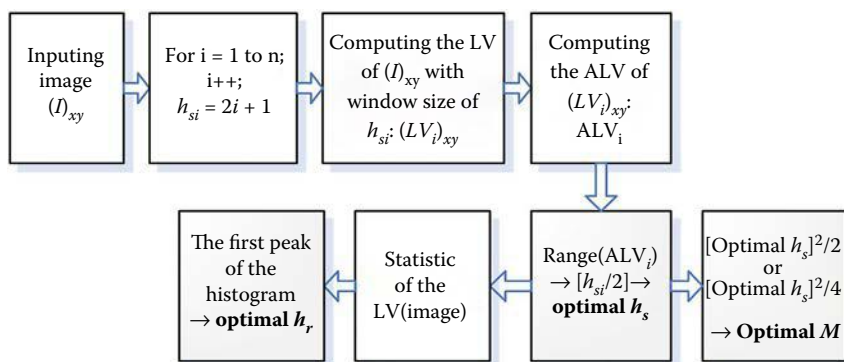 Inputing
image
(I)xy
For i = 1 to n;
i++;
hsi = 2i + 1
Computing the LV
of (I)xy with
window size of
hsi: (LVi)xy
Computing
the ALV of
(LVi)xy:
ALVi
The first peak
of the
histogram
→ optimal hr
Statistic
of the
LV(image)
Range(ALVi)
→ [hsi/2]→
optimal hs
[Optimal hs]²/2
or
[Optimal hs]²/4
→ Optimal M